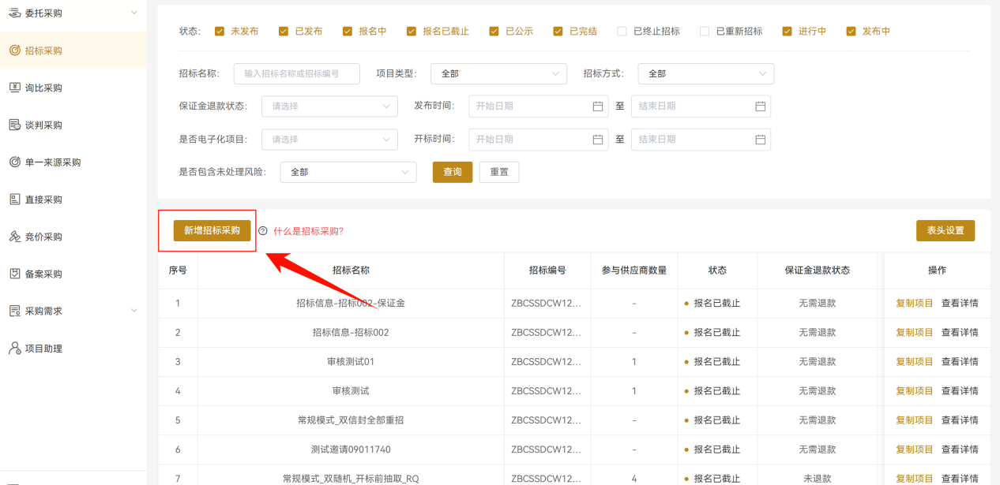 委托采购
招标采购
询比采购
谈判采购
单一来源采购
直接采购
竞价采购
备案采购
采购需求
项目助理
状态: 未发布 已发布 报名中 报名已截止 已公示 已完结 已终止招标 已重新招标 进行中 发布中
招标名称: 输入招标名称或招标编号 项目类型: 全部 招标方式: 全部
保证金退款状态: 请选择 发布时间: 开始日期 至 结束日期
是否电子化项目: 请选择 开标时间: 开始日期 至 结束日期
是否包含未处理风险: 全部 查询 重置
新增招标采购 什么是招标采购? 表头设置
序号 招标名称 招标编号 参与供应商数量 状态 保证金退款状态 操作
1 招标信息-招标002-保证金 ZBCSSDCW12... - 报名已截止 无需退款 复制项目 查看详情
2 招标信息-招标002 ZBCSSDCW12... - 报名已截止 无需退款 复制项目 查看详情
3 审核测试01 ZBCSSDCW12... 1 报名已截止 无需退款 复制项目 查看详情
4 审核测试 ZBCSSDCW12... 1 报名已截止 无需退款 复制项目 查看详情
5 常规模式_双信封全部重招 ZBCSSDCW12... - 报名已截止 无需退款 复制项目 查看详情
6 测试邀请09011740 ZBCSSDCW12... - 报名已截止 无需退款 复制项目 查看详情
7 常规模式_双随机_开标前抽取_RQ ZBCSSDCW12... 4 报名已截止 未退款 复制项目 查看详情